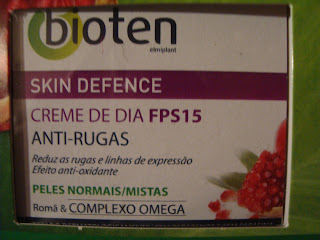 bioten
elmiplant
SKIN DEFENCE
CREME DE DIA FPS15
ANTI-RUGAS
Reduz as rugas e linhas de expressão
Efeito anti-oxidante
PELES NORMAIS/MISTAS
Romã & COMPLEXO OMEGA